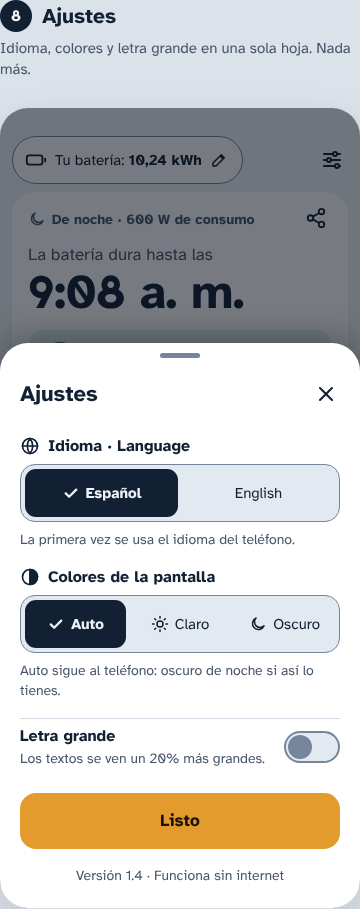 8 Ajustes
Idioma, colores y letra grande en una sola hoja. Nada
más.
Tu batería: 10,24 kWh
De noche · 600 W de consumo
La batería dura hasta las
9:08 a. m.
Ajustes
Idioma · Language
Español English
La primera vez se usa el idioma del teléfono.
Colores de la pantalla
Auto Claro Oscuro
Auto sigue al teléfono: oscuro de noche si así lo
tienes.
Letra grande
Los textos se ven un 20% más grandes.
Listo
Versión 1.4 · Funciona sin internet